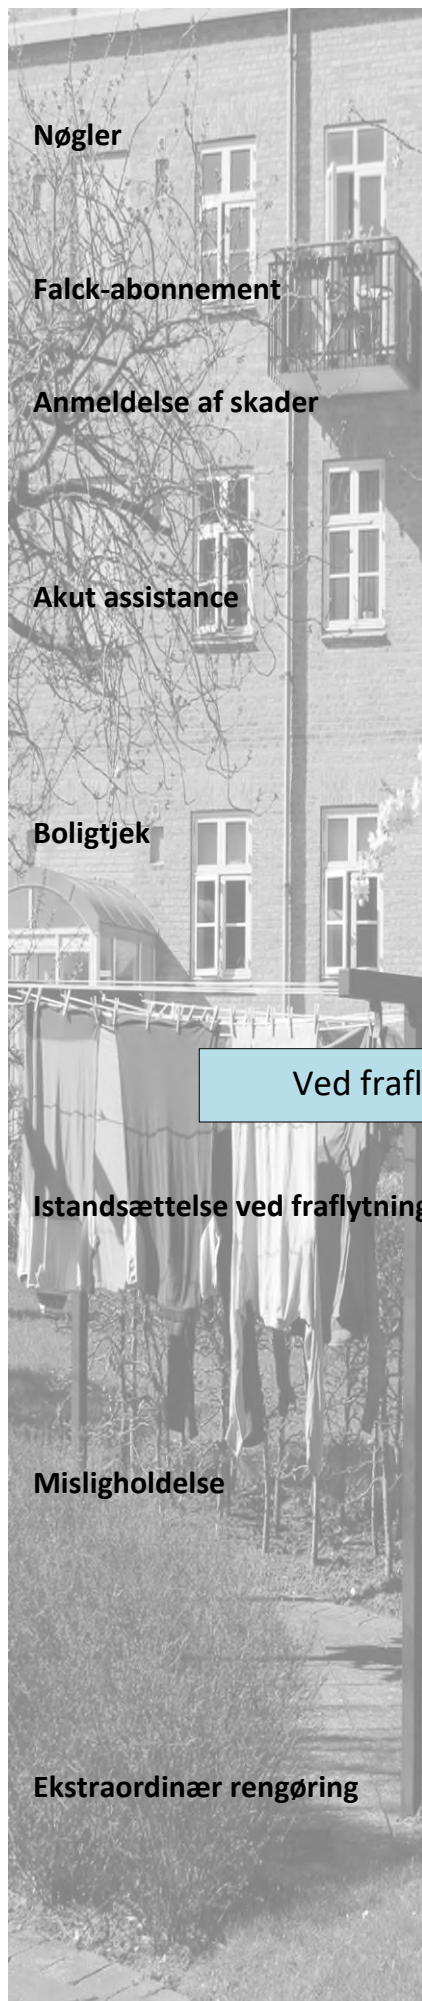 Nøgler
Falck-abonnement
Anmeldelse af skader
Akut assistance
Boligtjek
Ved frafl
Istandsættelse ved fraflytning
Misligholdelse
Ekstraordinær rengøring